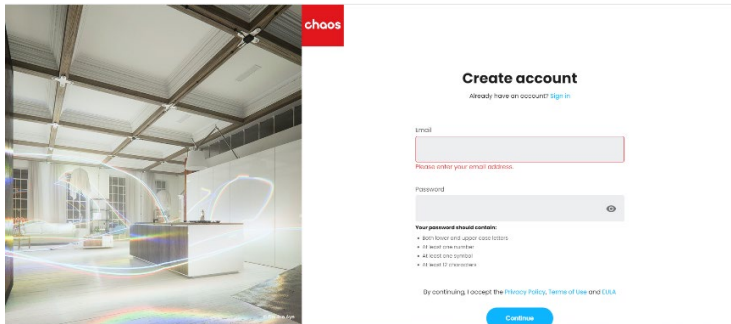 chaos
Create account
Already have an account? Sign in
Email
Please enter your email address.
Password
Your password should contain:
Both lower and upper case letters
At least one number
At least one symbol
At least 12 characters
By continuing, I accept the Privacy Policy, Terms of Use and EULA
Continue